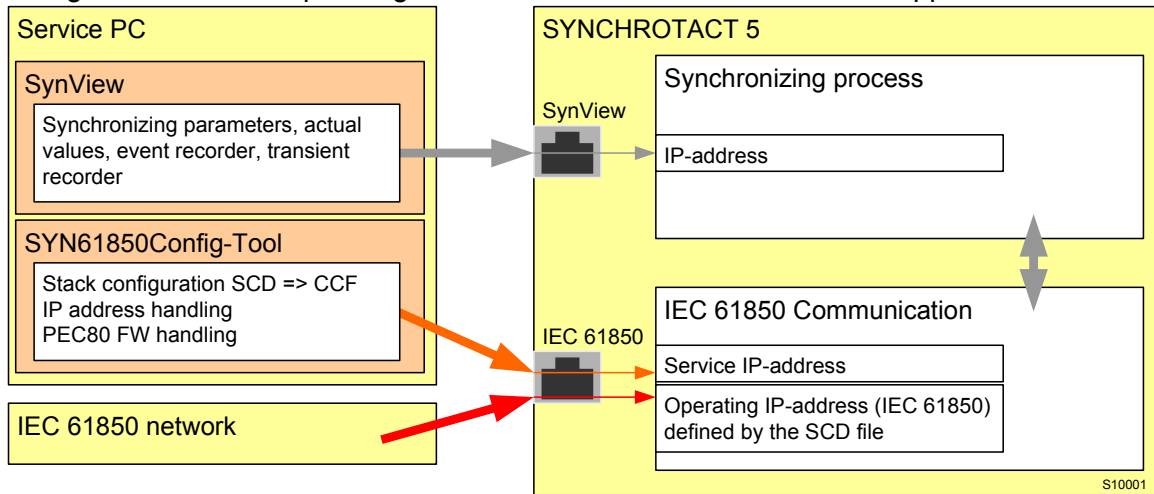 Service PC
SynView
Synchronizing parameters, actual
values, event recorder, transient
recorder
SYN61850Config-Tool
Stack configuration SCD => CCF
IP address handling
PEC80 FW handling
IEC 61850 network
SYNCHROTACT 5
SynView
Synchronizing process
IP-address
IEC 61850
IEC 61850 Communication
Service IP-address
Operating IP-address (IEC 61850)
defined by the SCD file
S10001